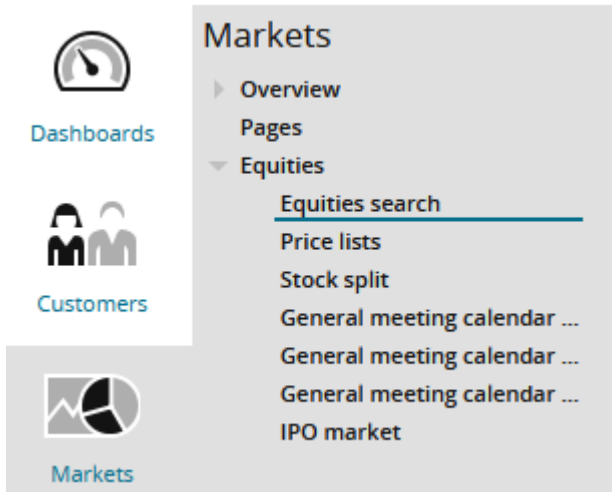 Dashboards
Customers
Markets
Markets
Overview
Pages
Equities
Equities search
Price lists
Stock split
General meeting calendar ...
General meeting calendar ...
General meeting calendar ...
IPO market